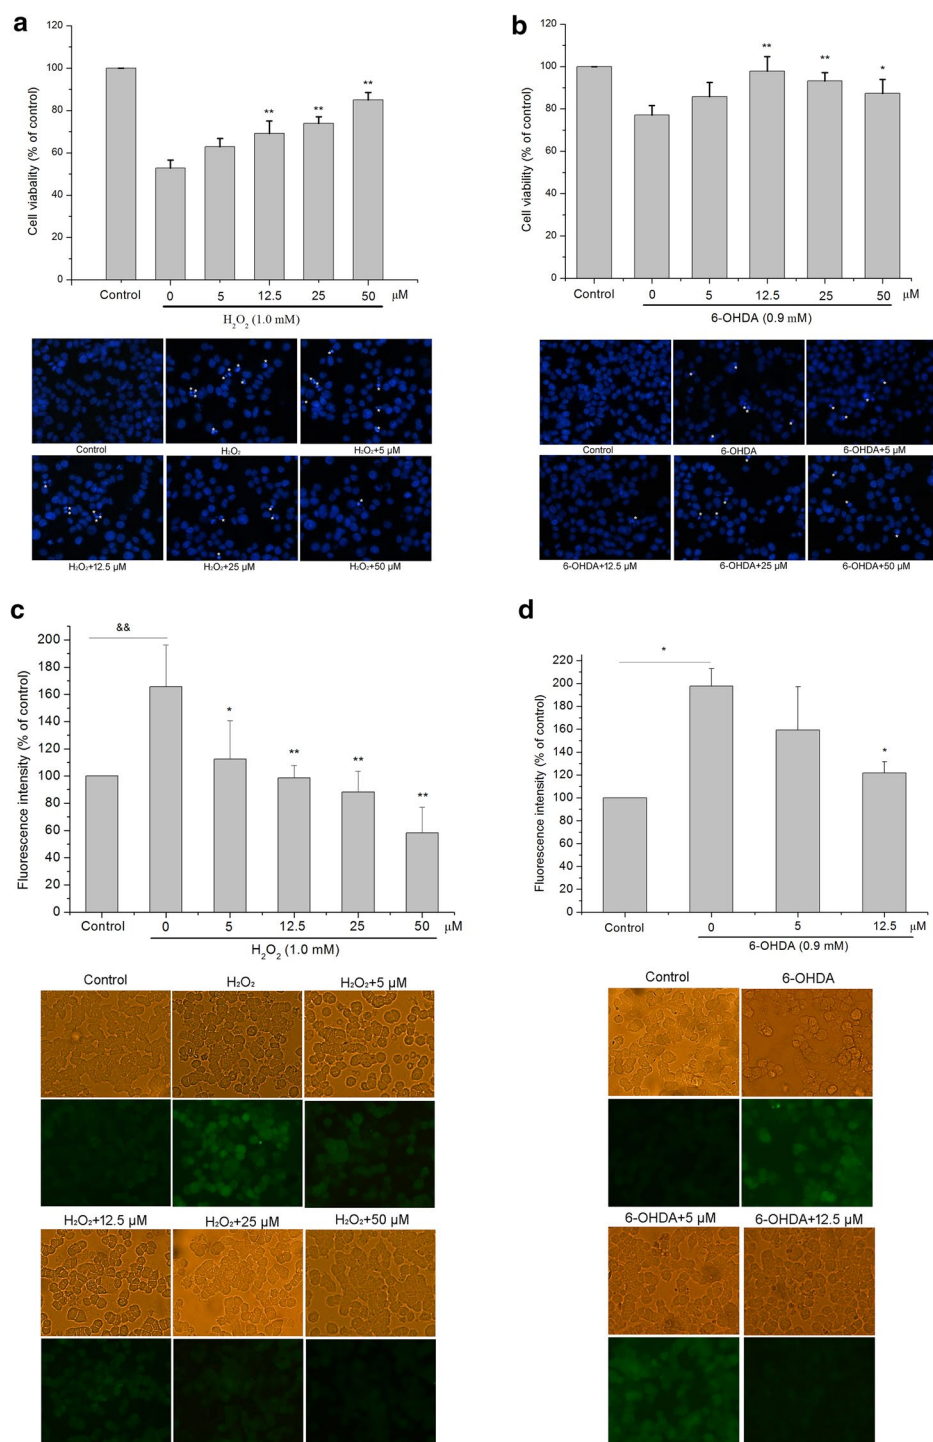 a
Cell viabality (% of control)
120
100
80
60
40
20
0
** ** **
Control 0 5 12.5 25 50 μM
H₂O₂ (1.0 mM)
Control H₂O₂ H₂O₂+5 μM
H₂O₂+12.5 μM H₂O₂+25 μM H₂O₂+50 μM
b
Cell viability (% of control)
120
100
80
60
40
20
0
** ** *
Control 0 5 12.5 25 50 μM
6-OHDA (0.9 mM)
Control 6-OHDA 6-OHDA+5 μM
6-OHDA+12.5 μM 6-OHDA+25 μM 6-OHDA+50 μM
c
Fluorescence intensity (% of control)
200
180
160
140
120
100
80
60
40
20
0
&&
* ** ** **
Control 0 5 12.5 25 50 μM
H₂O₂ (1.0 mM)
Control H₂O₂ H₂O₂+5 μM
H₂O₂+12.5 μM H₂O₂+25 μM H₂O₂+50 μM
d
Fluorescence intensity (% of control)
220
200
180
160
140
120
100
80
60
40
20
0
*
*
Control 0 5 12.5 μM
6-OHDA (0.9 mM)
Control 6-OHDA
6-OHDA+5 μM 6-OHDA+12.5 μM